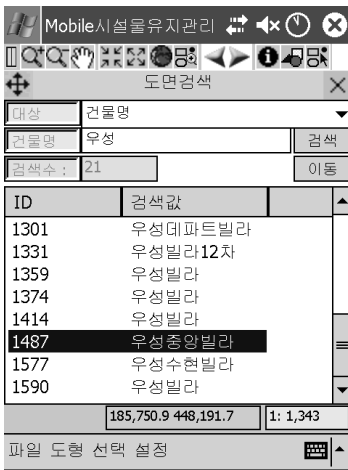 Mobile시설물유지관리
도면검색
대상 건물명
건물명 우성 검색
검색수 : 21 이동
ID 검색값
1301 우성데파트빌라
1331 우성빌라12차
1359 우성빌라
1374 우성빌라
1414 우성빌라
1487 우성중앙빌라
1577 우성수현빌라
1590 우성빌라
185,750.9 448,191.7 1: 1,343
파일 도형 선택 설정